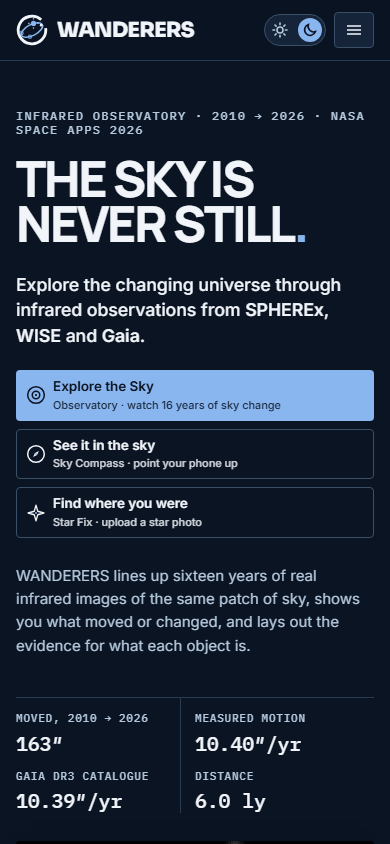 WANDERERS
INFRARED OBSERVATORY · 2010 → 2026 · NASA
SPACE APPS 2026
THE SKY IS
NEVER STILL.
Explore the changing universe through
infrared observations from SPHEREx,
WISE and Gaia.
Explore the Sky
Observatory · watch 16 years of sky change
See it in the sky
Sky Compass · point your phone up
Find where you were
Star Fix · upload a star photo
WANDERERS lines up sixteen years of real
infrared images of the same patch of sky, shows
you what moved or changed, and lays out the
evidence for what each object is.
MOVED, 2010 → 2026
163″
MEASURED MOTION
10.40″/yr
GAIA DR3 CATALOGUE
10.39″/yr
DISTANCE
6.0 ly